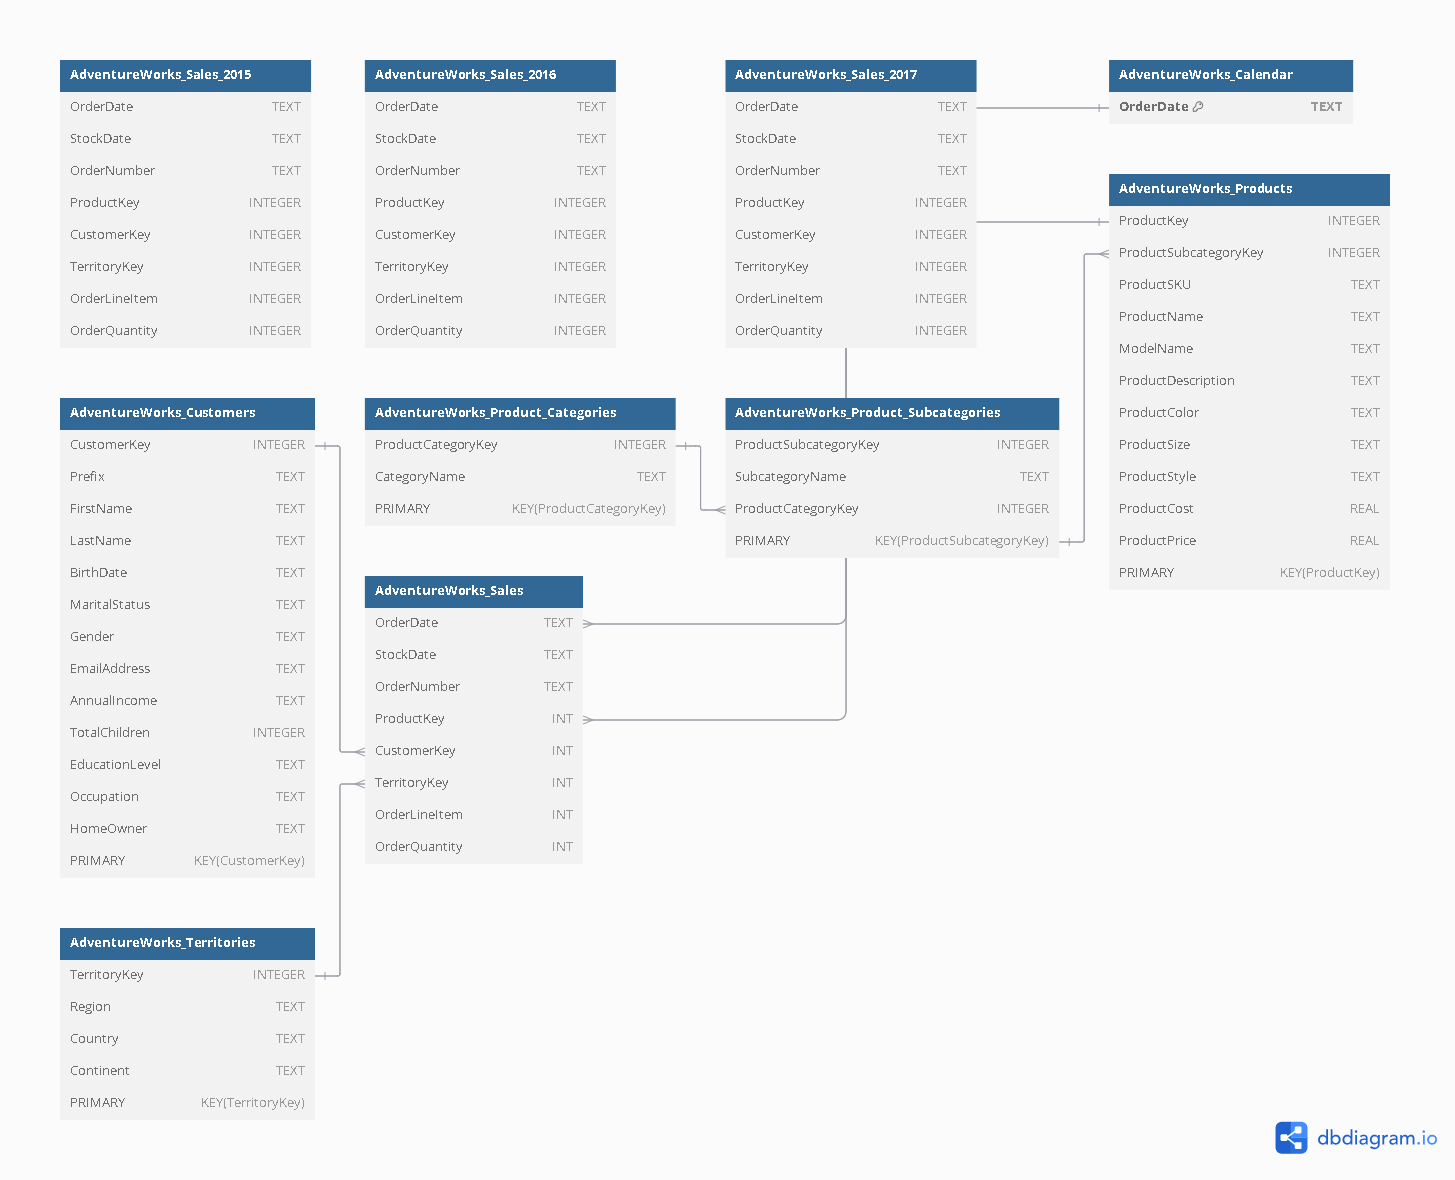 AdventureWorks_Sales_2015
OrderDate TEXT
StockDate TEXT
OrderNumber TEXT
ProductKey INTEGER
CustomerKey INTEGER
TerritoryKey INTEGER
OrderLineItem INTEGER
OrderQuantity INTEGER
AdventureWorks_Sales_2016
OrderDate TEXT
StockDate TEXT
OrderNumber TEXT
ProductKey INTEGER
CustomerKey INTEGER
TerritoryKey INTEGER
OrderLineItem INTEGER
OrderQuantity INTEGER
AdventureWorks_Sales_2017
OrderDate TEXT
StockDate TEXT
OrderNumber TEXT
ProductKey INTEGER
CustomerKey INTEGER
TerritoryKey INTEGER
OrderLineItem INTEGER
OrderQuantity INTEGER
AdventureWorks_Calendar
OrderDate TEXT
AdventureWorks_Products
ProductKey INTEGER
ProductSubcategoryKey INTEGER
ProductSKU TEXT
ProductName TEXT
ModelName TEXT
ProductDescription TEXT
ProductColor TEXT
ProductSize TEXT
ProductStyle TEXT
ProductCost REAL
ProductPrice REAL
PRIMARY KEY(ProductKey)
AdventureWorks_Customers
CustomerKey INTEGER
Prefix TEXT
FirstName TEXT
LastName TEXT
BirthDate TEXT
MaritalStatus TEXT
Gender TEXT
EmailAddress TEXT
AnnualIncome TEXT
TotalChildren INTEGER
EducationLevel TEXT
Occupation TEXT
HomeOwner TEXT
PRIMARY KEY(CustomerKey)
AdventureWorks_Product_Categories
ProductCategoryKey INTEGER
CategoryName TEXT
PRIMARY KEY(ProductCategoryKey)
AdventureWorks_Product_Subcategories
ProductSubcategoryKey INTEGER
SubcategoryName TEXT
ProductCategoryKey INTEGER
PRIMARY KEY(ProductSubcategoryKey)
AdventureWorks_Sales
OrderDate TEXT
StockDate TEXT
OrderNumber TEXT
ProductKey INT
CustomerKey INT
TerritoryKey INT
OrderLineItem INT
OrderQuantity INT
AdventureWorks_Territories
TerritoryKey INTEGER
Region TEXT
Country TEXT
Continent TEXT
PRIMARY KEY(TerritoryKey)
dbdiagram.io